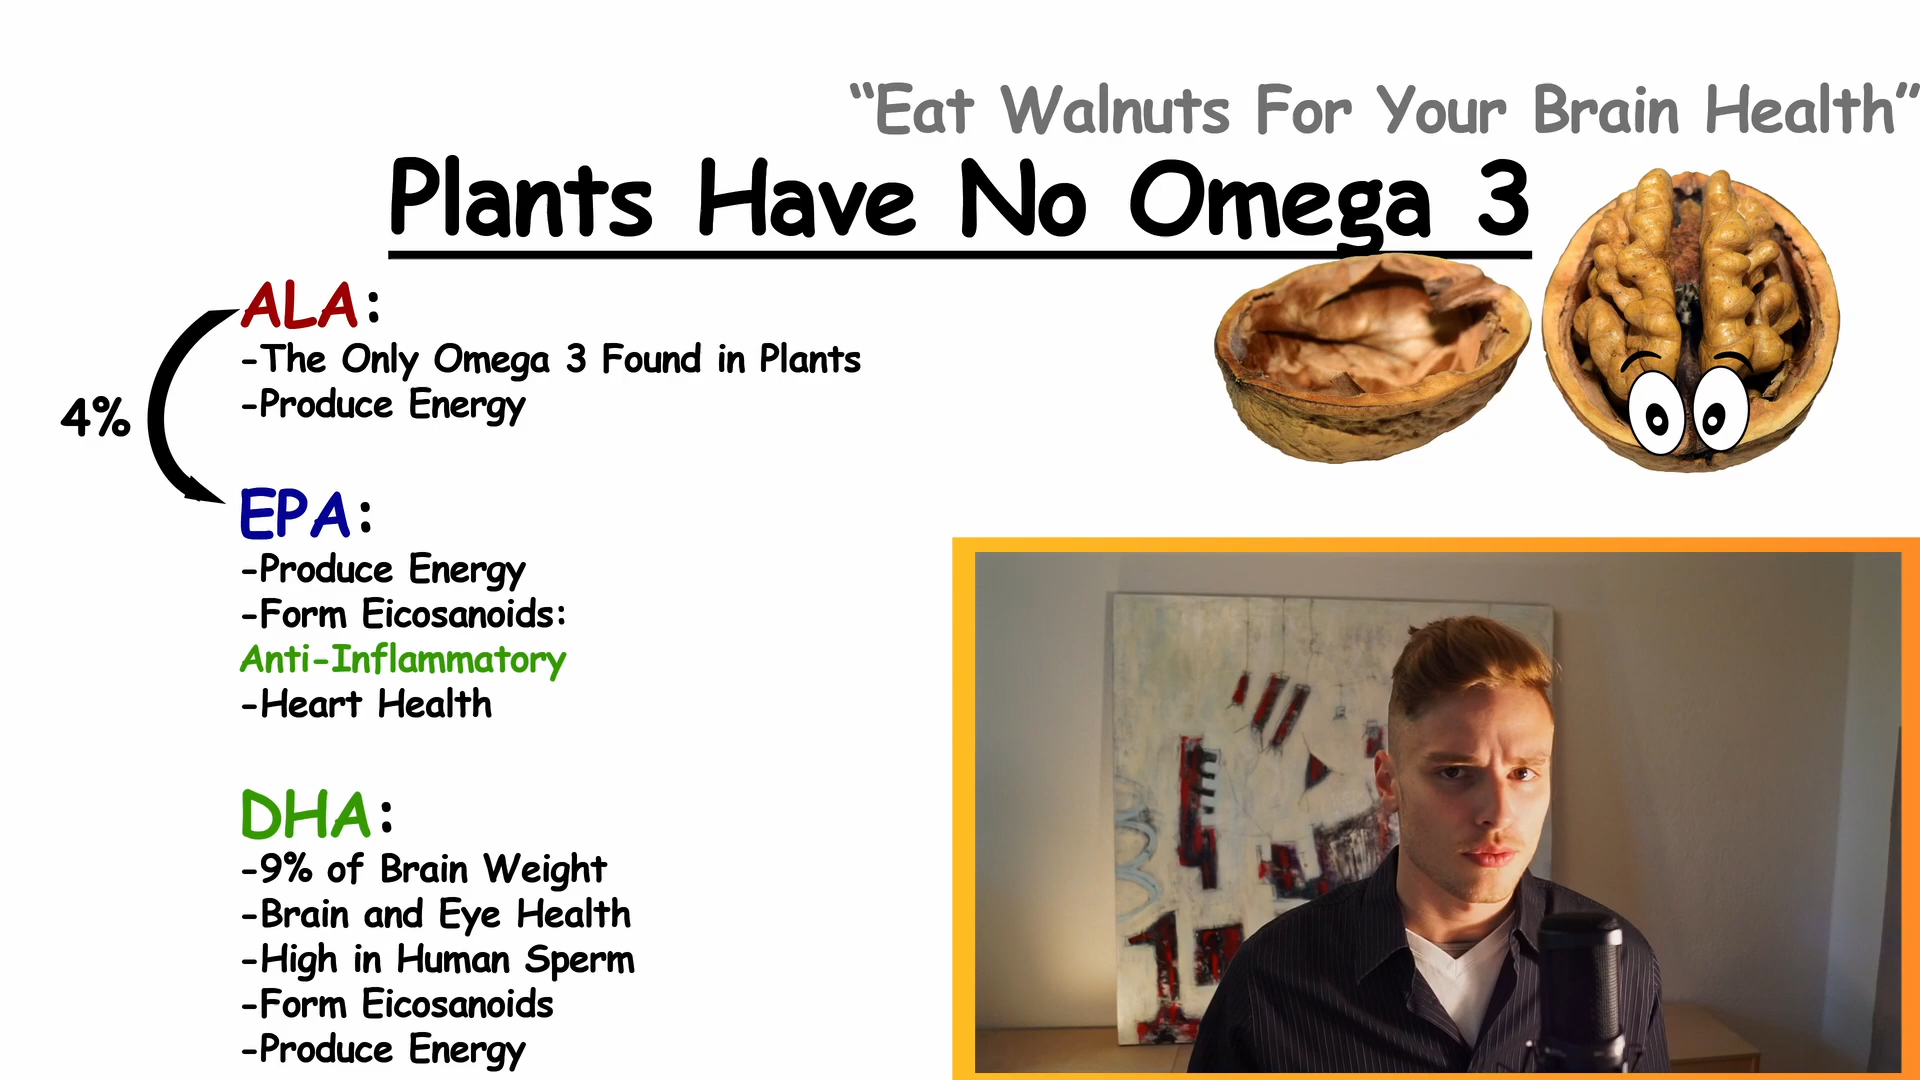 “Eat Walnuts For Your Brain Health”
Plants Have No Omega 3
ALA:
-The Only Omega 3 Found in Plants
-Produce Energy
4%
EPA:
-Produce Energy
-Form Eicosanoids:
Anti-Inflammatory
-Heart Health
DHA:
-9% of Brain Weight
-Brain and Eye Health
-High in Human Sperm
-Form Eicosanoids
-Produce Energy